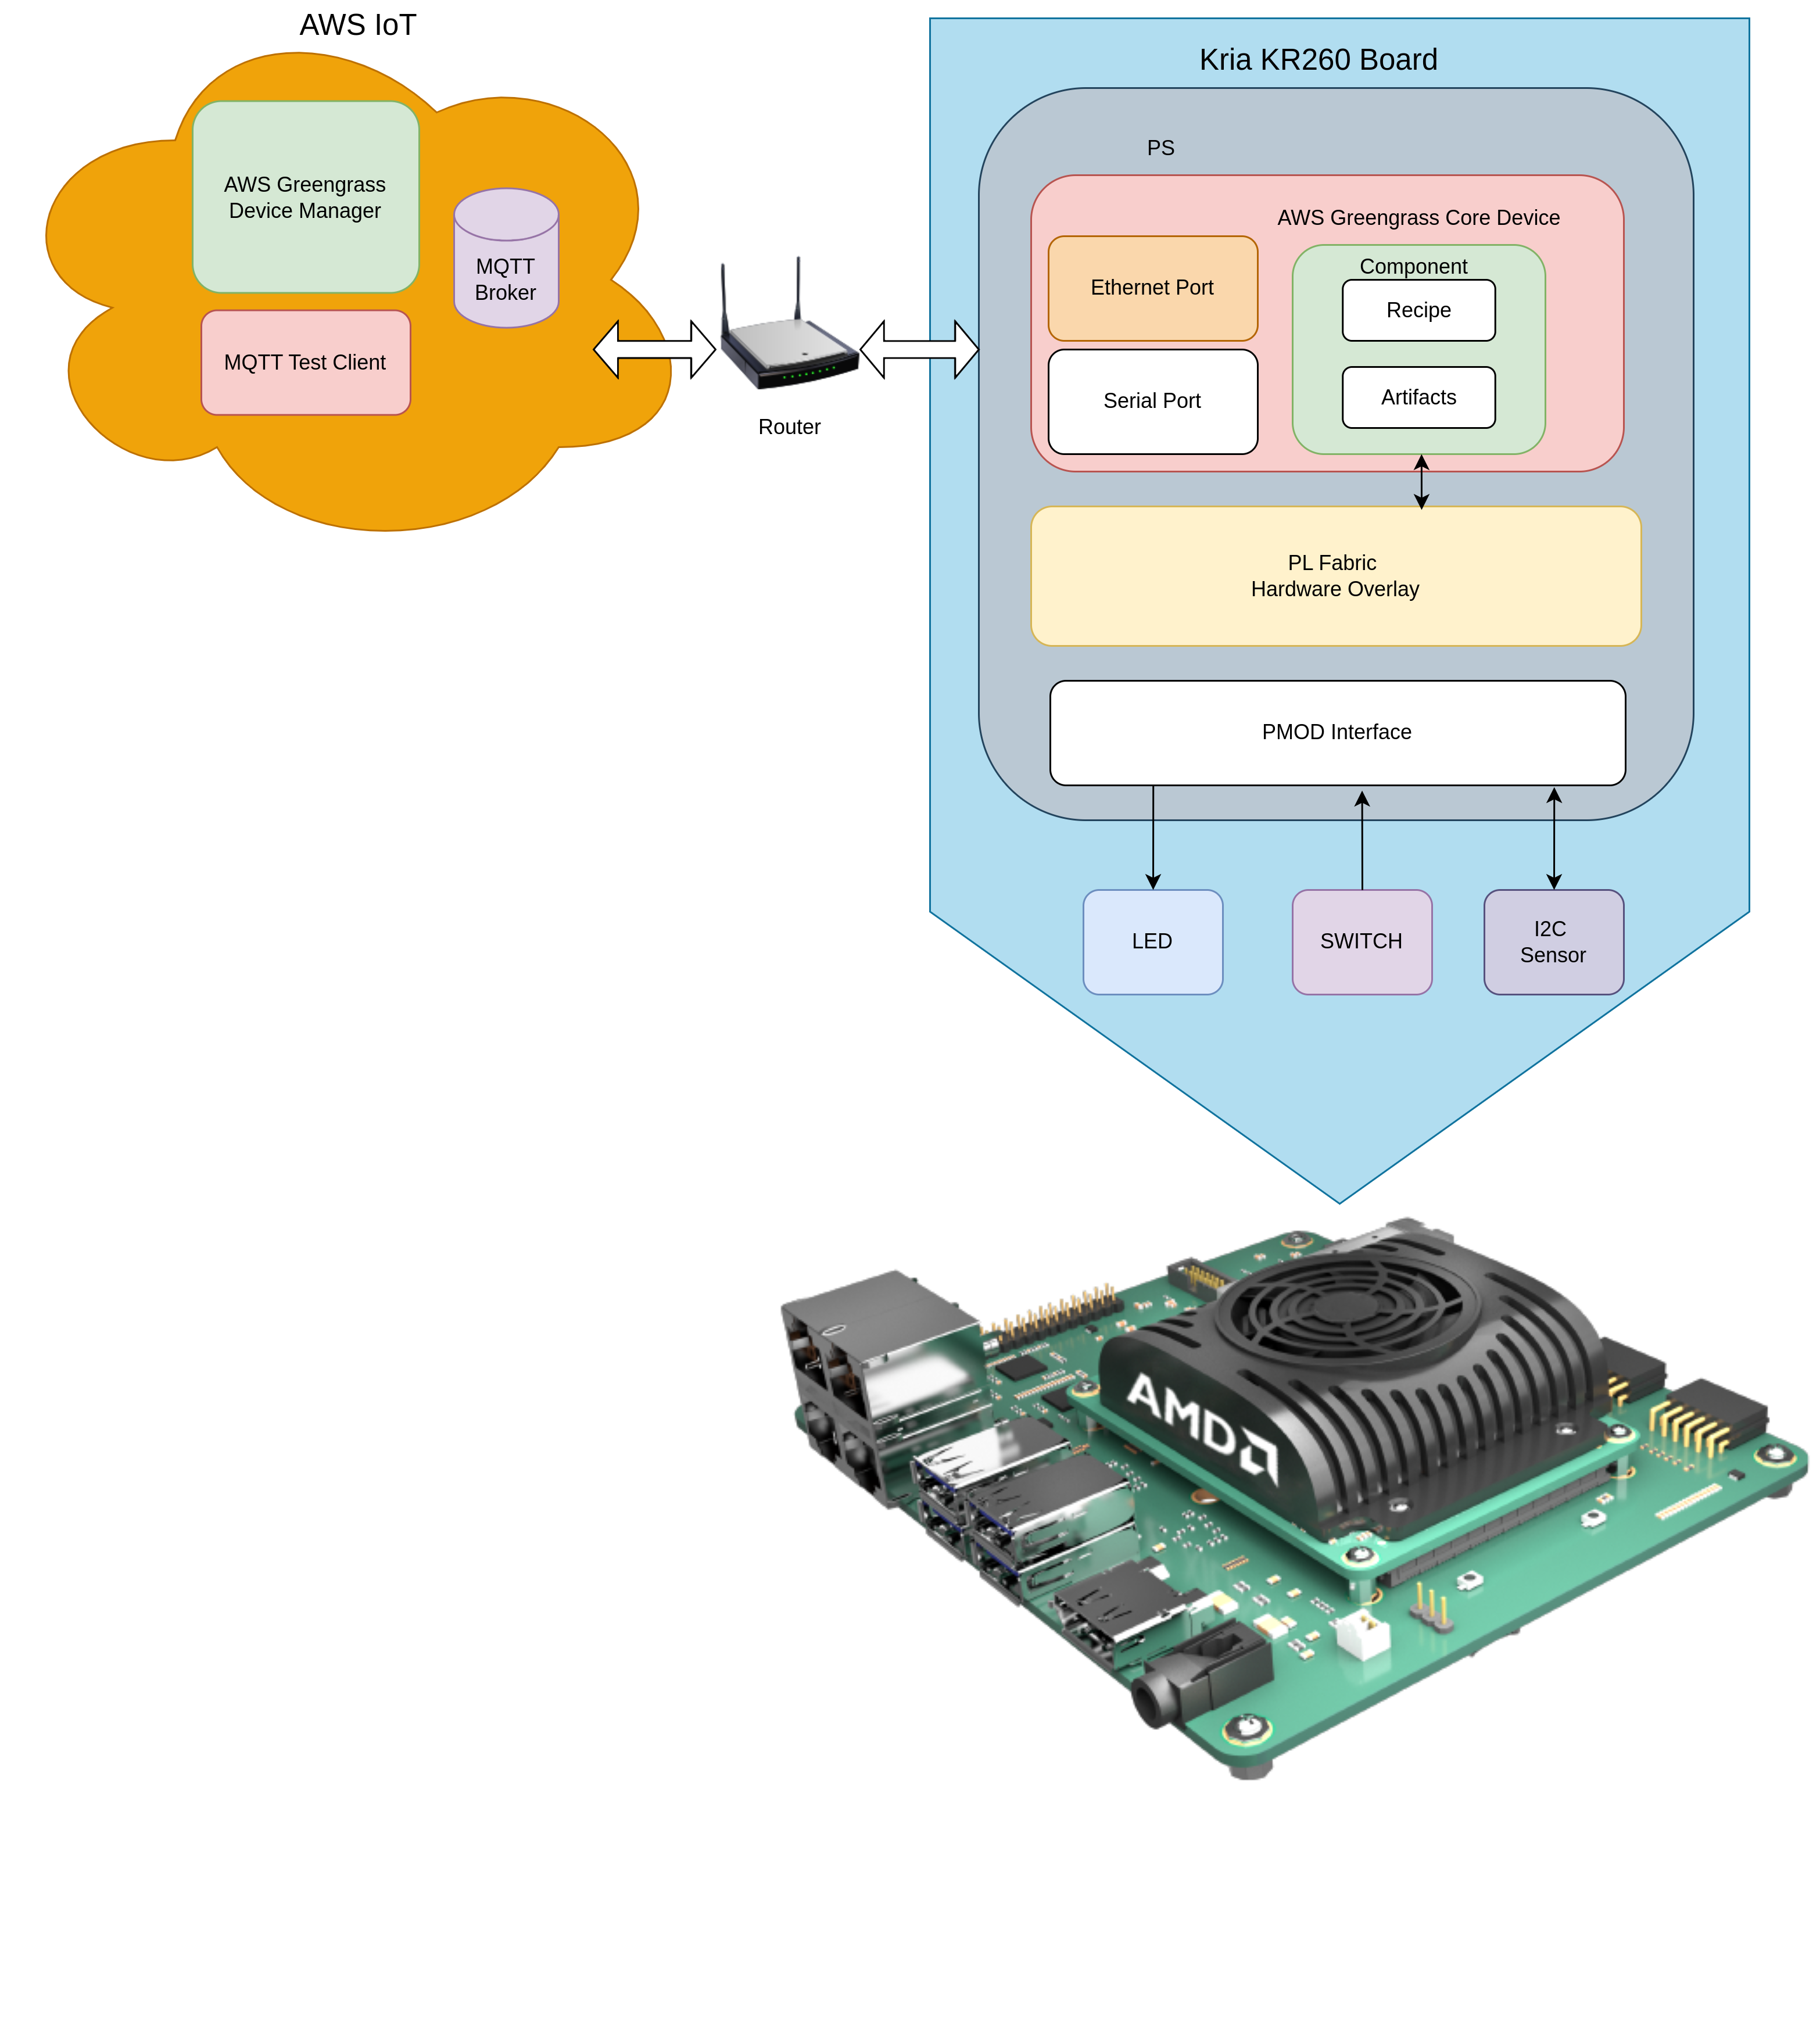 AWS IoT
AWS Greengrass
Device Manager
MQTT
Broker
MQTT Test Client
Router
Kria KR260 Board
PS
AWS Greengrass Core Device
Ethernet Port
Serial Port
Component
Recipe
Artifacts
PL Fabric
Hardware Overlay
PMOD Interface
LED
SWITCH
I2C
Sensor
AMD